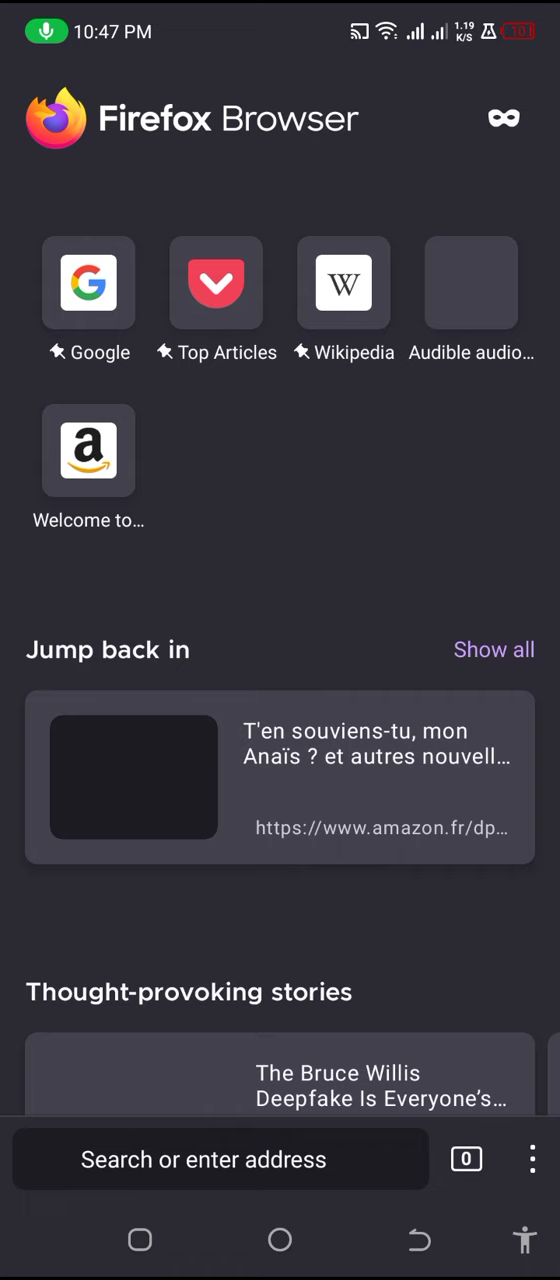 10:47 PM
1.19
K/S
10
Firefox Browser
G
W
Google
Top Articles
Wikipedia
Audible audio...
a
Welcome to...
Jump back in
Show all
T'en souviens-tu, mon
Anaïs ? et autres nouvell...
https://www.amazon.fr/dp...
Thought-provoking stories
The Bruce Willis
Deepfake Is Everyone's...
Search or enter address
0